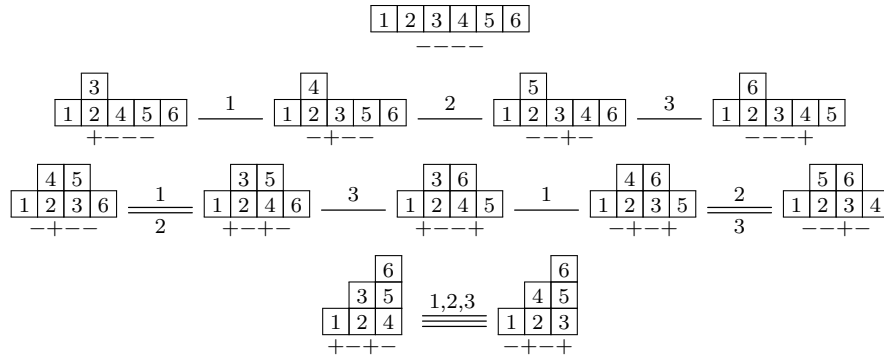 1 2 3 4 5 6
−−−−
3 4 5 6
1 2 4 5 6 1 1 2 3 5 6 2 1 2 3 4 6 3 1 2 3 4 5
+−−− −+−− −−+− −−−+
4 5 3 5 3 6 4 6 5 6
1 2
1 2 3 6 1 2 4 6 3 1 2 4 5 1 1 2 3 5 1 2 3 4
2 3
−+−− +−+− +−−+ −+−+ −−+−
6 6
3 5 1,2,3 4 5
1 2 4 1 2 3
+−+− −+−+